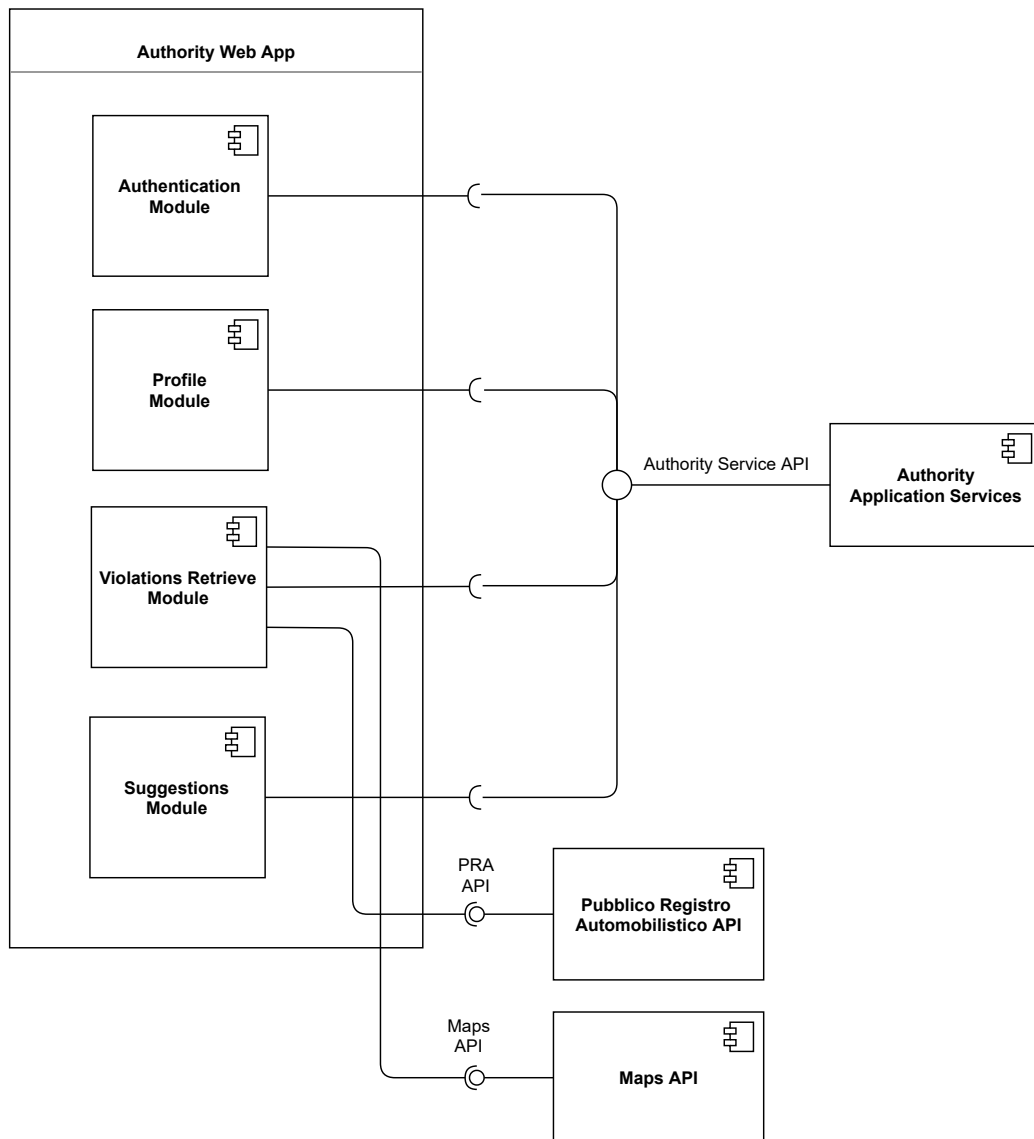 Authority Web App
Authentication
Module
Profile
Module
Authority Service API
Authority
Application Services
Violations Retrieve
Module
Suggestions
Module
PRA
API
Pubblico Registro
Automobilistico API
Maps
API
Maps API